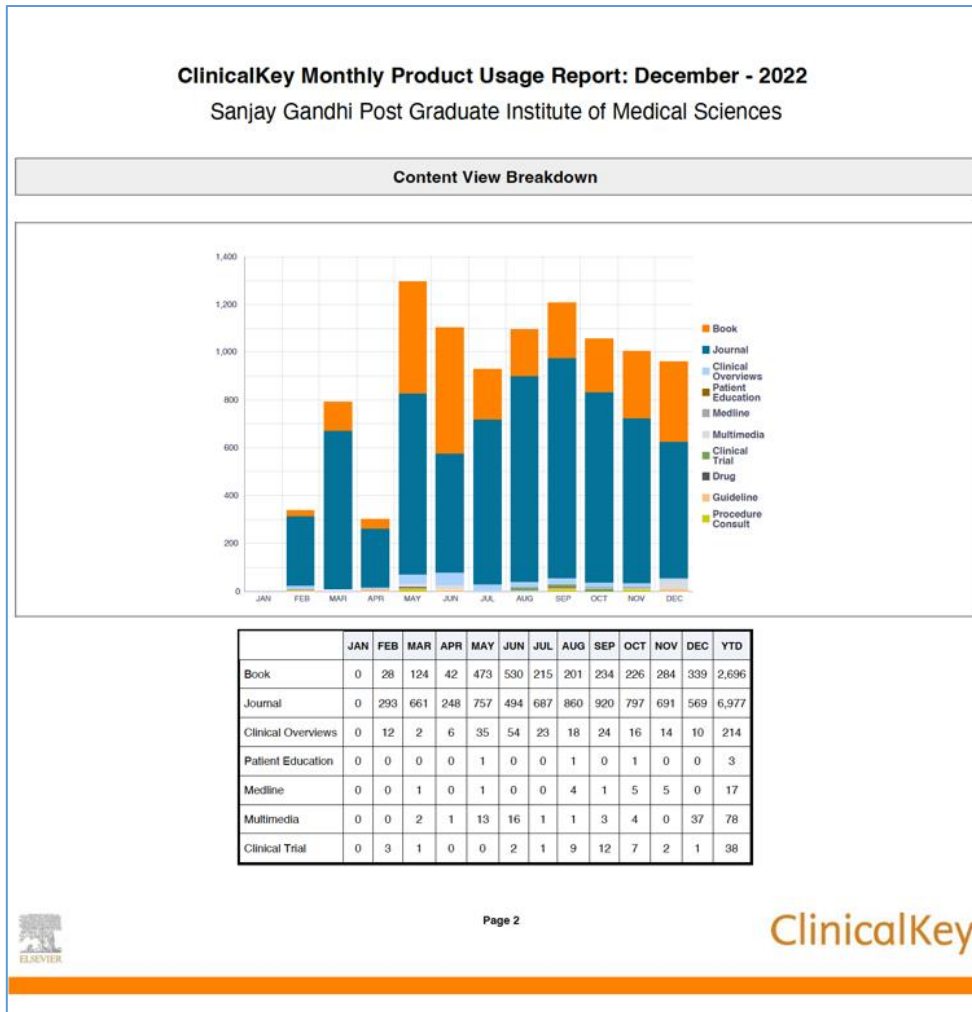 ClinicalKey Monthly Product Usage Report: December - 2022
Sanjay Gandhi Post Graduate Institute of Medical Sciences
Content View Breakdown
1,400
1,200
1,000
800
600
400
200
0
JAN FEB MAR APR MAY JUN JUL AUG SEP OCT NOV DEC
Book
Journal
Clinical
Overviews
Patient
Education
Medline
Multimedia
Clinical
Trial
Drug
Guideline
Procedure
Consult
JAN FEB MAR APR MAY JUN JUL AUG SEP OCT NOV DEC YTD
Book 0 28 124 42 473 530 215 201 234 226 284 339 2,696
Journal 0 293 661 248 757 494 687 860 920 797 691 569 6,977
Clinical Overviews 0 12 2 6 35 54 23 18 24 16 14 10 214
Patient Education 0 0 0 0 1 0 0 1 0 1 0 0 3
Medline 0 0 1 0 1 0 0 4 1 5 5 0 17
Multimedia 0 0 2 1 13 16 1 1 3 4 0 37 78
Clinical Trial 0 3 1 0 0 2 1 9 12 7 2 1 38
Page 2
ELSEVIER
ClinicalKey